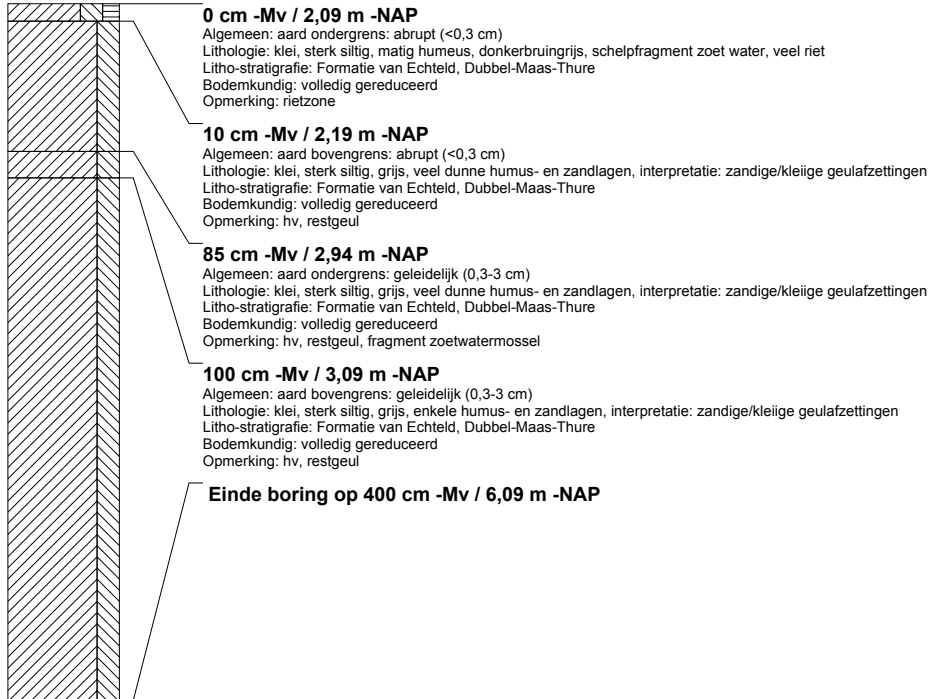 0 cm -Mv / 2,09 m -NAP
Algemeen: aard ondergrens: abrupt (<0,3 cm)
Lithologie: klei, sterk siltig, matig humeus, donkerbruingrijs, schelpfragment zoet water, veel riet
Litho-stratigrafie: Formatie van Echteld, Dubbel-Maas-Thure
Bodemkundig: volledig gereduceerd
Opmerking: rietzone
10 cm -Mv / 2,19 m -NAP
Algemeen: aard bovengrens: abrupt (<0,3 cm)
Lithologie: klei, sterk siltig, grijs, veel dunne humus- en zandlagen, interpretatie: zandige/kleiige geulafzettingen
Litho-stratigrafie: Formatie van Echteld, Dubbel-Maas-Thure
Bodemkundig: volledig gereduceerd
Opmerking: hv, restgeul
85 cm -Mv / 2,94 m -NAP
Algemeen: aard ondergrens: geleidelijk (0,3-3 cm)
Lithologie: klei, sterk siltig, grijs, veel dunne humus- en zandlagen, interpretatie: zandige/kleiige geulafzettingen
Litho-stratigrafie: Formatie van Echteld, Dubbel-Maas-Thure
Bodemkundig: volledig gereduceerd
Opmerking: hv, restgeul, fragment zoetwatermossel
100 cm -Mv / 3,09 m -NAP
Algemeen: aard bovengrens: geleidelijk (0,3-3 cm)
Lithologie: klei, sterk siltig, grijs, enkele humus- en zandlagen, interpretatie: zandige/kleiige geulafzettingen
Litho-stratigrafie: Formatie van Echteld, Dubbel-Maas-Thure
Bodemkundig: volledig gereduceerd
Opmerking: hv, restgeul
Einde boring op 400 cm -Mv / 6,09 m -NAP